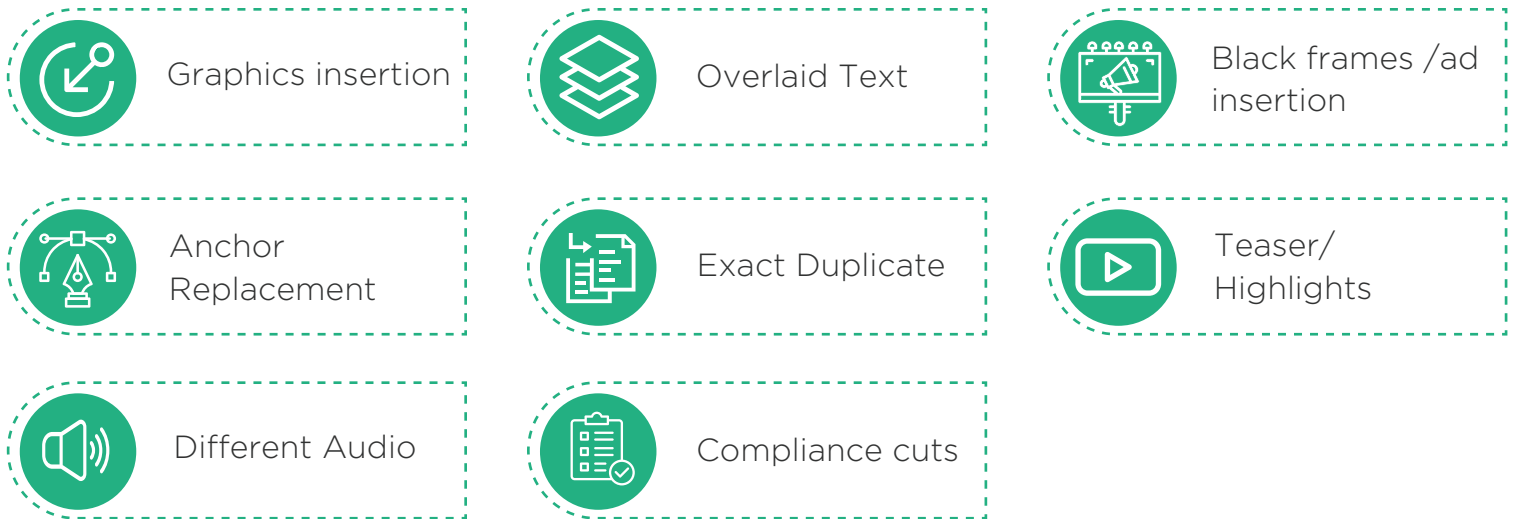 Graphics insertion
Overlaid Text
Black frames /ad
insertion
Anchor
Replacement
Exact Duplicate
Teaser/
Highlights
Different Audio
Compliance cuts